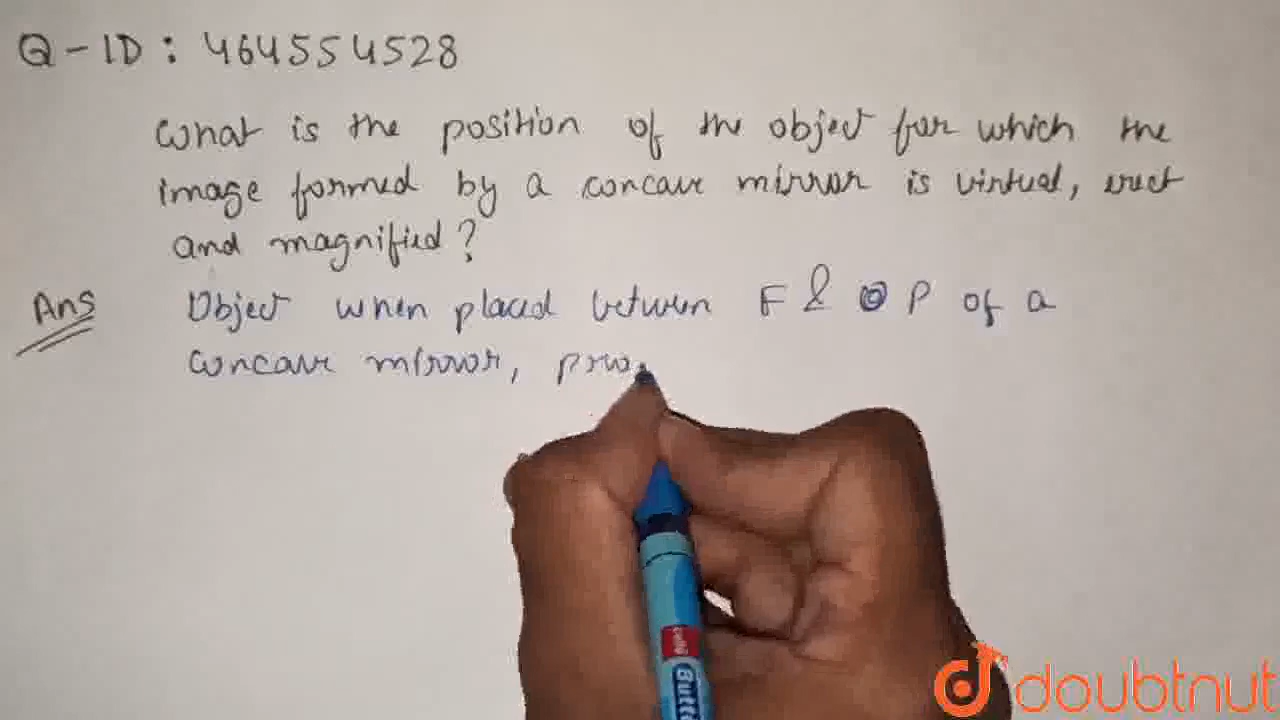 Q - ID : 464554528
What is the position of the object for which the
image formed by a concave mirror is virtual, erect
and magnified?
Ans Object when placed between F & P of a
concave mirror, pro
doubtnut